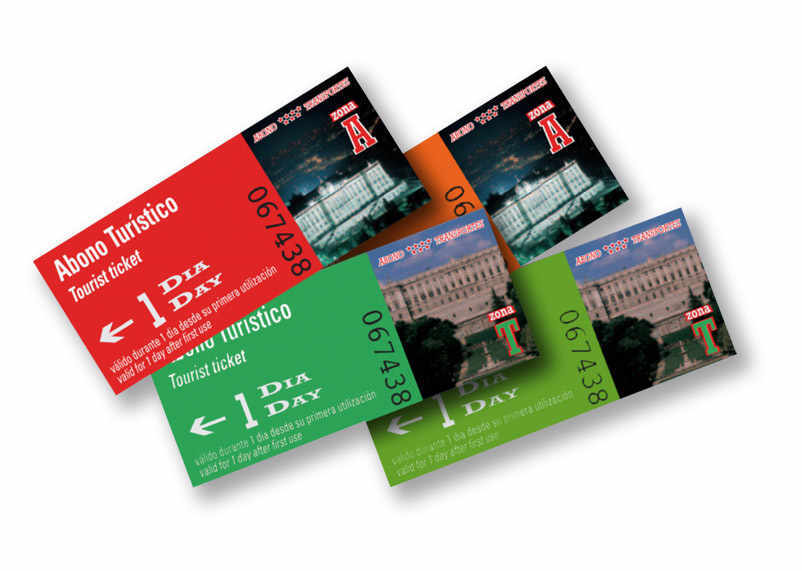 Abono Turístico
Tourist ticket
1 DIA
DAY
válido durante 1 día desde su primera utilización
valid for 1 day after first use
067438
ABONO TRANSPORTES
zona
A
06
ABONO TRANSPORTES
zona
A
Turístico
Tourist ticket
1 DIA
DAY
válido durante 1 día desde su primera utilización
valid for 1 day after first use
067438
ABONO TRANSPORTES
zona
T
1 DIA
DAY
válido durante 1 día desde su primera utilización
valid for 1 day after first use
067438
ABONO TRANSPORTES
zona
T